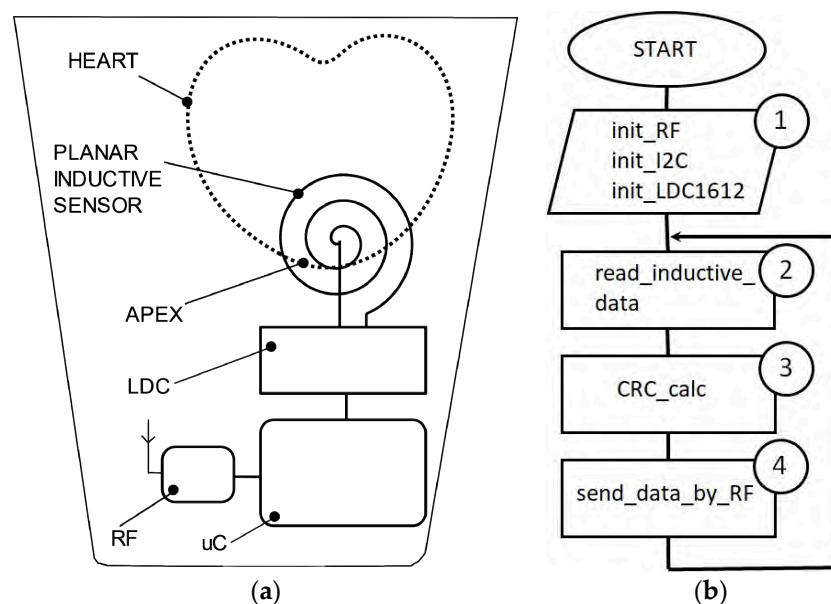 HEART
PLANAR
INDUCTIVE
SENSOR
APEX
LDC
RF
uC
(a)
START
1
init_RF
init_I2C
init_LDC1612
2
read_inductive_
data
3
CRC_calc
4
send_data_by_RF
(b)